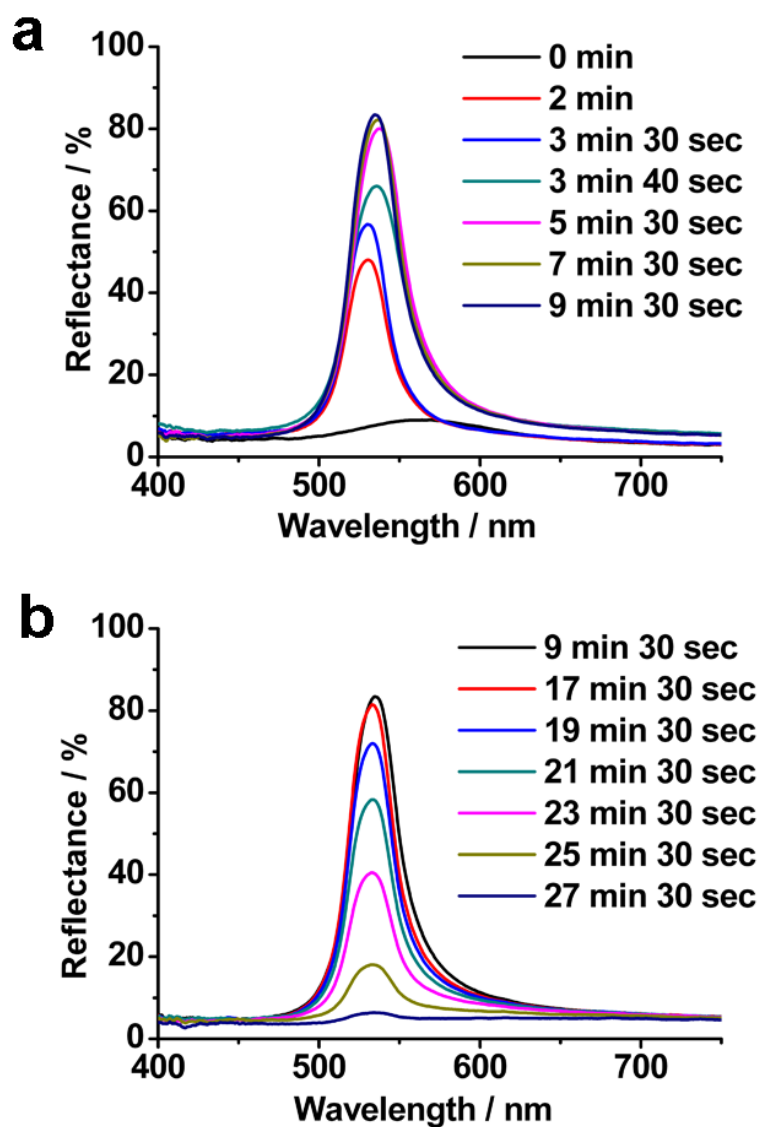 a
100
80
60
40
20
0
Reflectance / %
0 min
2 min
3 min 30 sec
3 min 40 sec
5 min 30 sec
7 min 30 sec
9 min 30 sec
400
500
600
700
Wavelength / nm
b
100
80
60
40
20
0
Reflectance / %
9 min 30 sec
17 min 30 sec
19 min 30 sec
21 min 30 sec
23 min 30 sec
25 min 30 sec
27 min 30 sec
400
500
600
700
Wavelength / nm